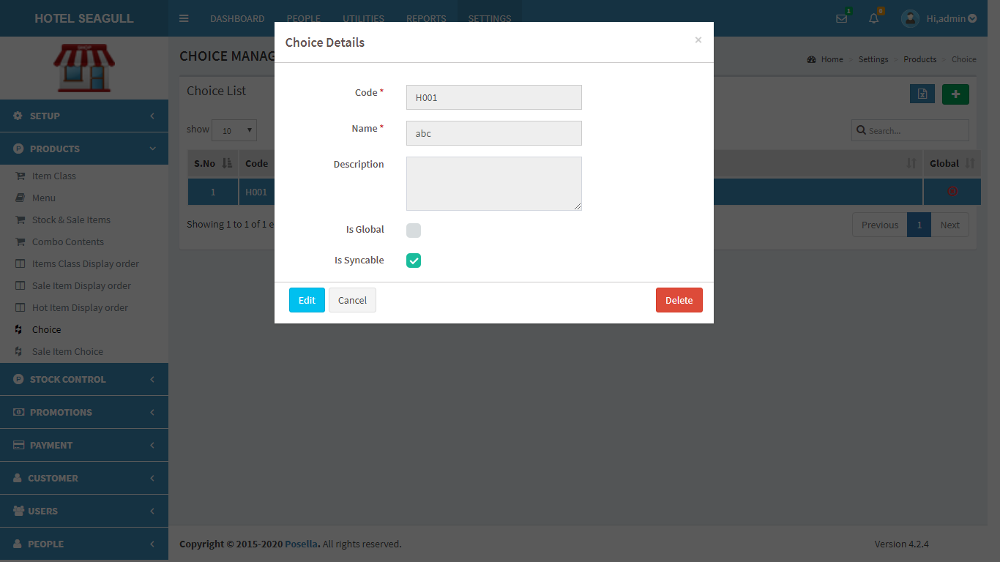 HOTEL SEAGULL
DASHBOARD PEOPLE UTILITIES REPORTS SETTINGS
1
0
Hi,admin
SHOP
CHOICE MANAG
Home > Settings > Products > Choice
Choice Details
×
Code *
H001
Name *
abc
Description
Is Global
Is Syncable
Edit
Cancel
Delete
Choice List
show 10
Search...
S.No Code Global
1 H001
Showing 1 to 1 of 1 e
Previous 1 Next
SETUP
PRODUCTS
Item Class
Menu
Stock & Sale Items
Combo Contents
Items Class Display order
Sale Item Display order
Hot Item Display order
Choice
Sale Item Choice
STOCK CONTROL
PROMOTIONS
PAYMENT
CUSTOMER
USERS
PEOPLE
Copyright © 2015-2020 Posella. All rights reserved.
Version 4.2.4